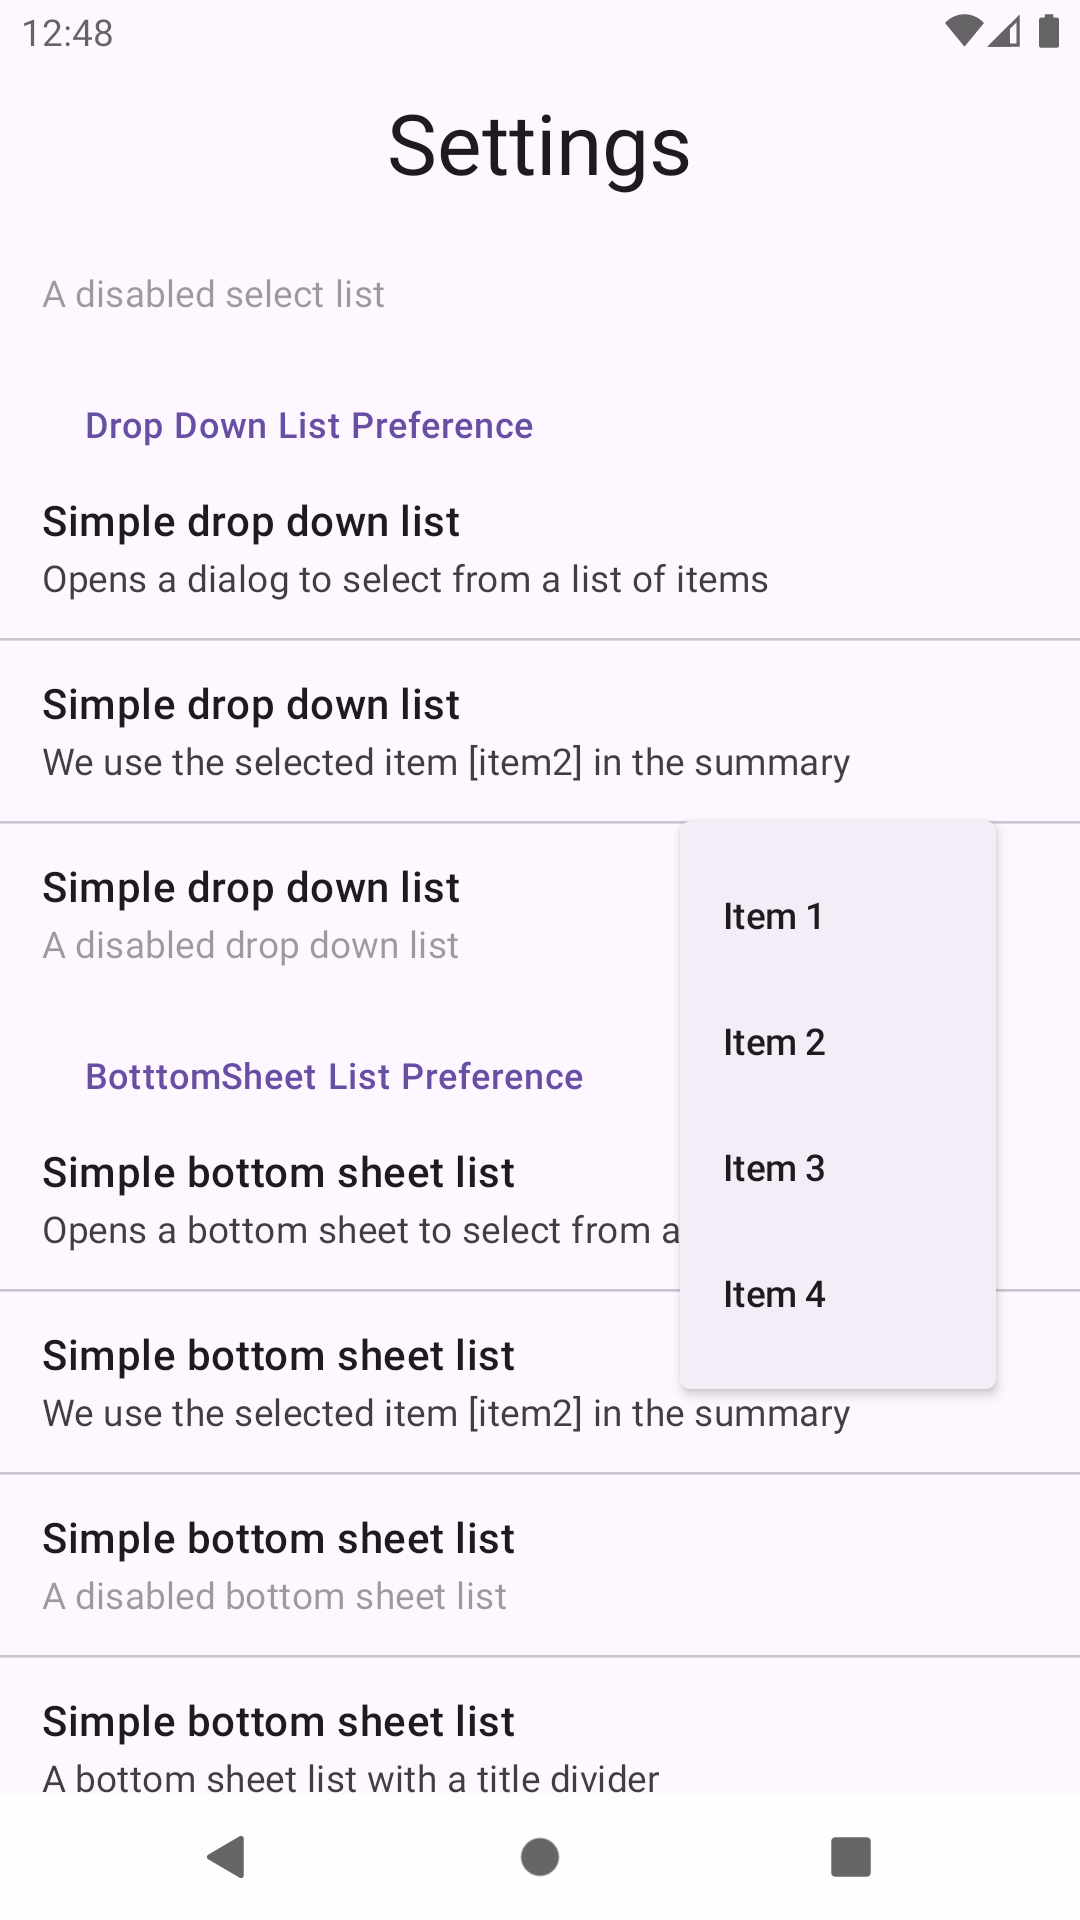 12:48
Settings
A disabled select list
Drop Down List Preference
Simple drop down list
Opens a dialog to select from a list of items
Simple drop down list
We use the selected item [item2] in the summary
Simple drop down list
A disabled drop down list
Item 1
Item 2
Item 3
Item 4
BotttomSheet List Preference
Simple bottom sheet list
Opens a bottom sheet to select from a
Simple bottom sheet list
We use the selected item [item2] in the summary
Simple bottom sheet list
A disabled bottom sheet list
Simple bottom sheet list
A bottom sheet list with a title divider